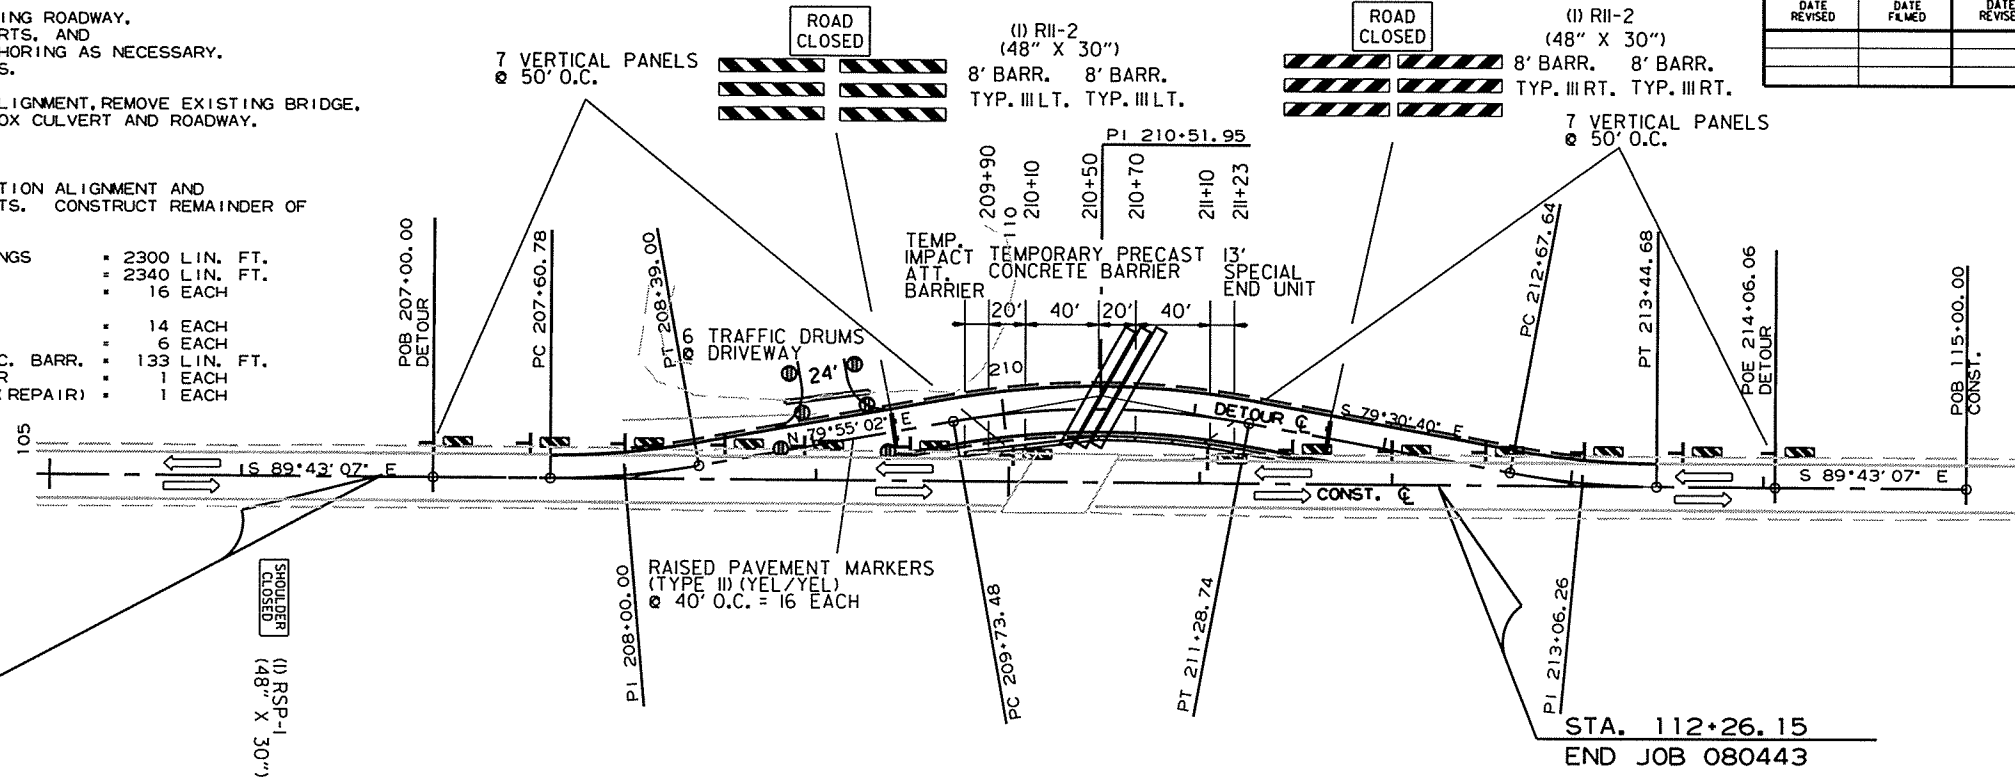 ING ROADWAY.
RTS. AND
HORING AS NECESSARY.
S.
LIGNMENT, REMOVE EXISTING BRIDGE.
OX CULVERT AND ROADWAY.
TION ALIGNMENT AND
TS. CONSTRUCT REMAINDER OF
NGS = 2300 LIN. FT.
= 2340 LIN. FT.
= 16 EACH
= 14 EACH
= 6 EACH
C. BARR. = 133 LIN. FT.
R = 1 EACH
(REPAIR) = 1 EACH
7 VERTICAL PANELS
@ 50' O.C.
ROAD
CLOSED
(1) R11-2
(48" X 30")
8' BARR. 8' BARR.
TYP. III LT. TYP. III LT.
ROAD
CLOSED
(1) R11-2
(48" X 30")
8' BARR. 8' BARR.
TYP. III RT. TYP. III RT.
7 VERTICAL PANELS
@ 50' O.C.
DATE
REVISED
DATE
FILMED
DATE
REVISE
PI 210+51.95
209+90
210+10
210+50
210+70
211+10
211+23
110
TEMP.
IMPACT
ATT.
BARRIER
TEMPORARY PRECAST
CONCRETE BARRIER
13'
SPECIAL
END UNIT
20' 40' 20' 40'
POB 207+00.00
DETOUR
PC 207+60.78
PT 208+39.00
6 TRAFFIC DRUMS
@ DRIVEWAY
24'
210
PC 212+67.64
PT 213+44.68
POE 214+06.06
DETOUR
POB 115+00.00
CONST.
105
S 89°43'07" E
N 79°55'02" E
DETOUR ℄
S 79°30'40" E
S 89°43'07" E
CONST. ℄
RAISED PAVEMENT MARKERS
(TYPE II) (YEL/YEL)
@ 40' O.C. = 16 EACH
PI 208+00.00
PC 209+73.48
PT 211+28.74
PI 213+06.26
SHOULDER
CLOSED
(1) RSP-1
(48" X 30")
STA. 112+26.15
END JOB 080443